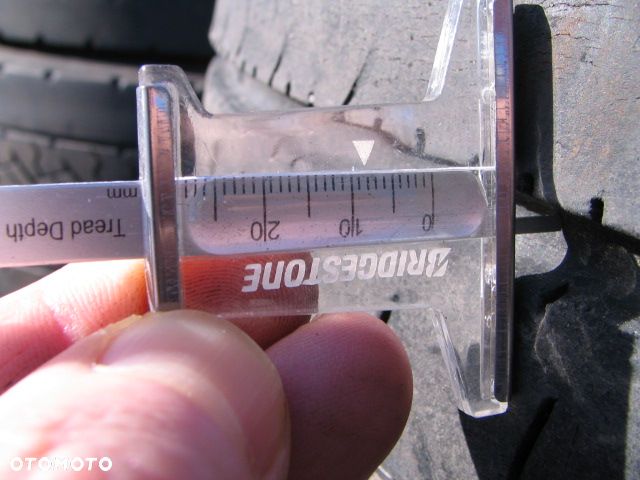 mm
Tread Depth
20 10 0
BRIDGESTONE
OTOMOTO